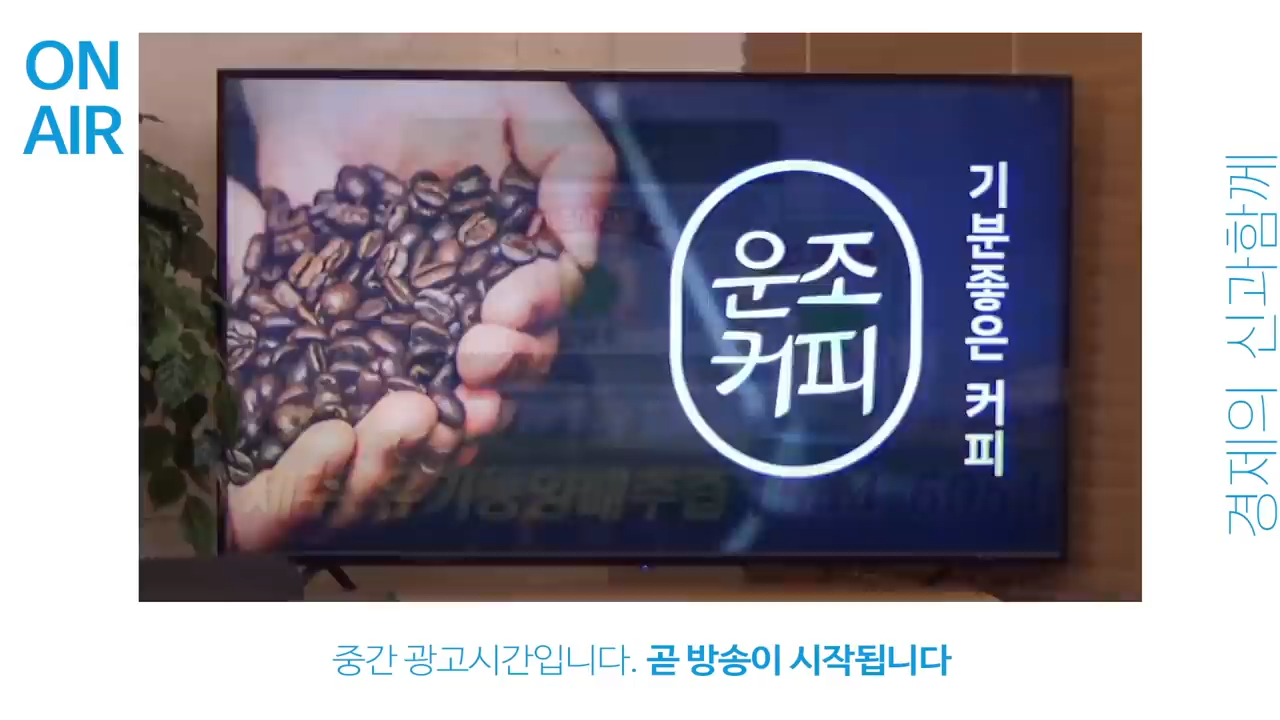 ON
AIR
운조
커피
기분좋은 커피
경제의 신과함께
중간 광고시간입니다. 곧 방송이 시작됩니다